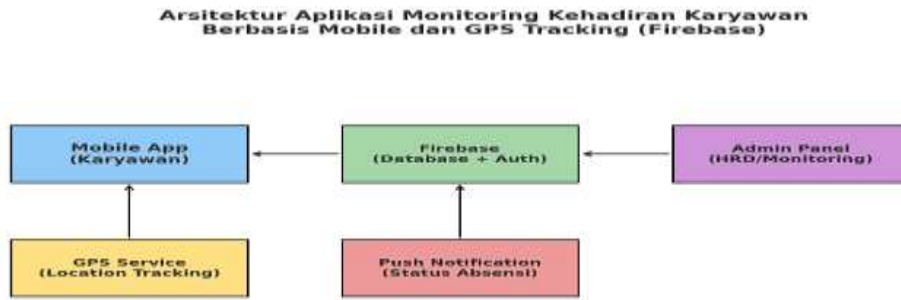 Arsitektur Aplikasi Monitoring Kehadiran Karyawan
Berbasis Mobile dan GPS Tracking (Firebase)
Mobile App
(Karyawan)
Firebase
(Database + Auth)
Admin Panel
(HRD/Monitoring)
GPS Service
(Location Tracking)
Push Notification
(Status Absensi)